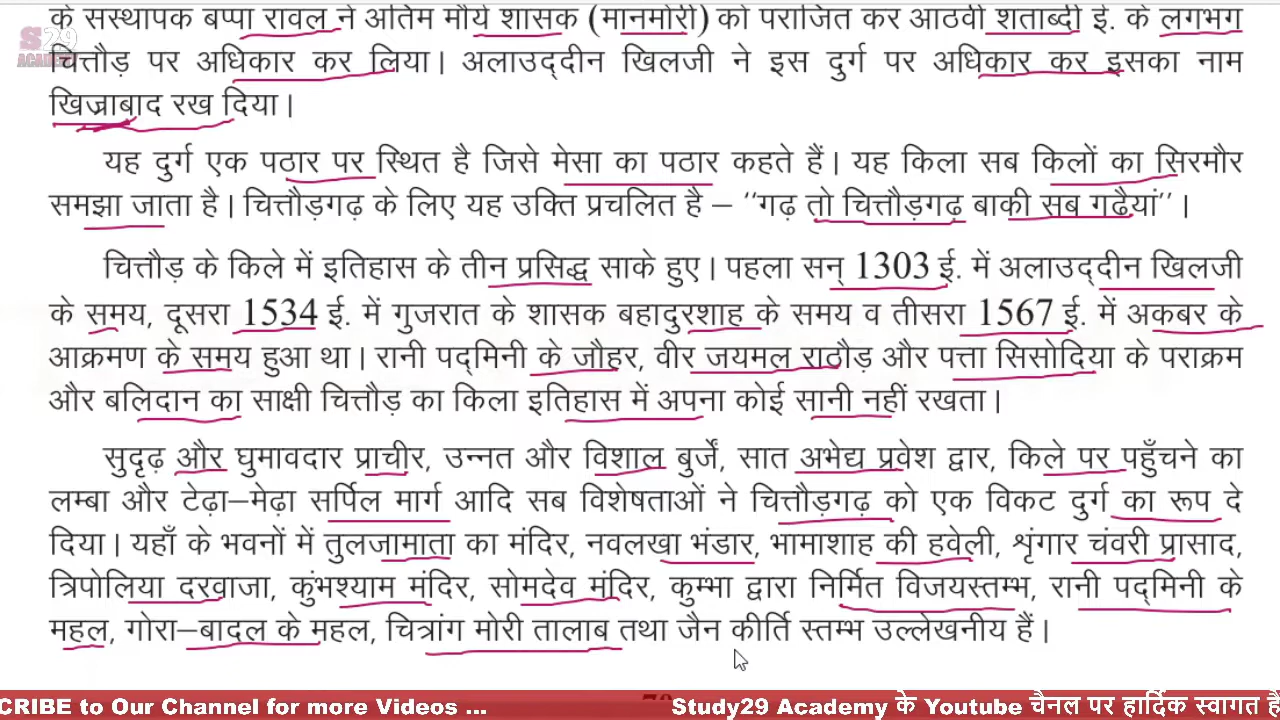 के संस्थापक बप्पा रावल ने अंतिम मौर्य शासक (मानमोरी) को पराजित कर आठवीं शताब्दी ई. के लगभग
S29
ACADEMY
चित्तौड़ पर अधिकार कर लिया। अलाउद्‌दीन खिलजी ने इस दुर्ग पर अधिकार कर इसका नाम
खिज्राबाद रख दिया।
यह दुर्ग एक पठार पर स्थित है जिसे मेसा का पठार कहते हैं। यह किला सब किलों का सिरमौर
समझा जाता है। चित्तौड़गढ़ के लिए यह उक्ति प्रचलित है – ‘‘गढ़ तो चित्तौड़गढ़ बाकी सब गढैयां’’।
चित्तौड़ के किले में इतिहास के तीन प्रसिद्ध साके हुए। पहला सन् 1303 ई. में अलाउद्‌दीन खिलजी
के समय, दूसरा 1534 ई. में गुजरात के शासक बहादुरशाह के समय व तीसरा 1567 ई. में अकबर के
आक्रमण के समय हुआ था। रानी पद्‌मिनी के जौहर, वीर जयमल राठौड़ और पत्ता सिसोदिया के पराक्रम
और बलिदान का साक्षी चित्तौड़ का किला इतिहास में अपना कोई सानी नहीं रखता।
सुदृढ़ और घुमावदार प्राचीर, उन्नत और विशाल बुर्जें, सात अभेद्य प्रवेश द्वार, किले पर पहुँचने का
लम्बा और टेढ़ा–मेढ़ा सर्पिल मार्ग आदि सब विशेषताओं ने चित्तौड़गढ़ को एक विकट दुर्ग का रूप दे
दिया। यहाँ के भवनों में तुलजामाता का मंदिर, नवलखा भंडार, भामाशाह की हवेली, शृंगार चंवरी प्रासाद,
त्रिपोलिया दरवाजा, कुंभश्याम मंदिर, सोमदेव मंदिर, कुम्भा द्वारा निर्मित विजयस्तम्भ, रानी पद्‌मिनी के
महल, गोरा–बादल के महल, चित्रांग मोरी तालाब तथा जैन कीर्ति स्तम्भ उल्लेखनीय हैं।
CRIBE to Our Channel for more Videos ... Study29 Academy के Youtube चैनल पर हार्दिक स्वागत है